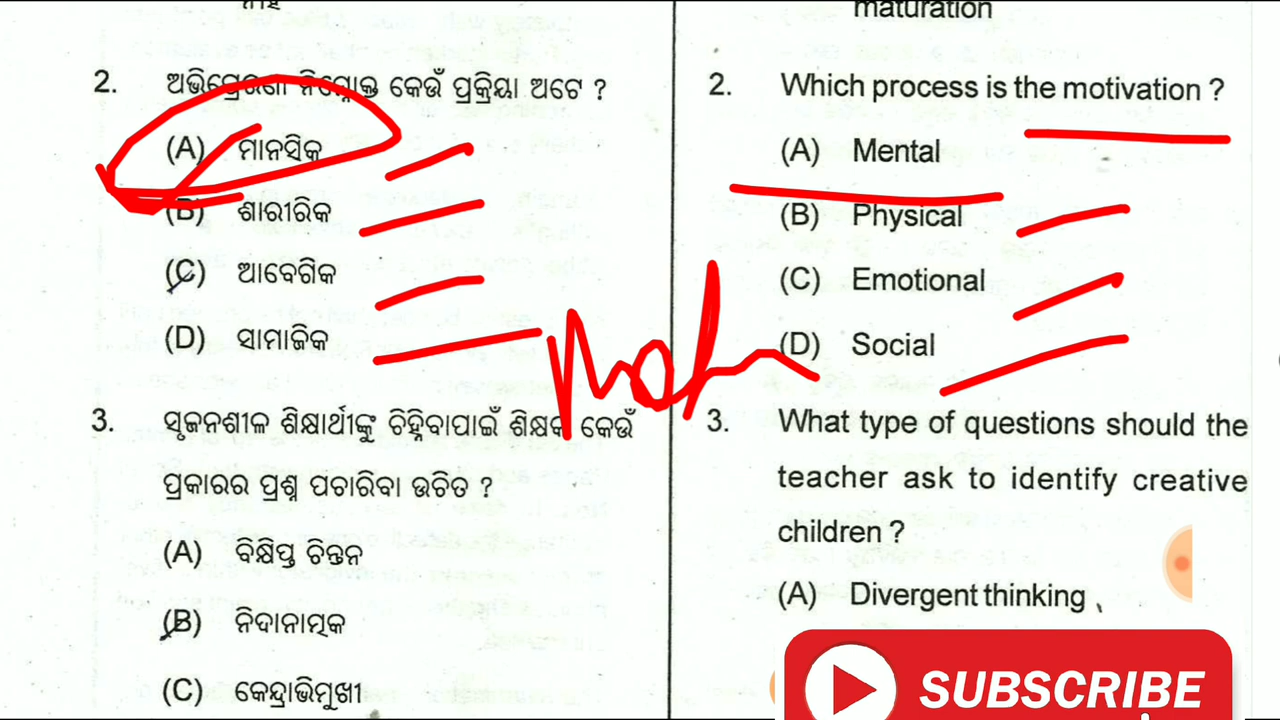 2. ଅଭିପ୍ରେରଣା ନିମ୍ନୋକ୍ତ କେଉଁ ପ୍ରକ୍ରିୟା ଅଟେ ?
(A) ମାନସିକ
(B) ଶାରୀରିକ
(C) ଆବେଗିକ
(D) ସାମାଜିକ
3. ସୃଜନଶୀଳ ଶିକ୍ଷାର୍ଥୀଙ୍କୁ ଚିହ୍ନିବାପାଇଁ ଶିକ୍ଷକ କେଉଁ
ପ୍ରକାରର ପ୍ରଶ୍ନ ପଚାରିବା ଉଚିତ ?
(A) ବିକ୍ଷିପ୍ତ ଚିନ୍ତନ
(B) ନିଦାନାତ୍ମକ
(C) କେନ୍ଦ୍ରାଭିମୁଖୀ
maturation
2. Which process is the motivation ?
(A) Mental
(B) Physical
(C) Emotional
(D) Social
3. What type of questions should the
teacher ask to identify creative
children ?
(A) Divergent thinking
SUBSCRIBE